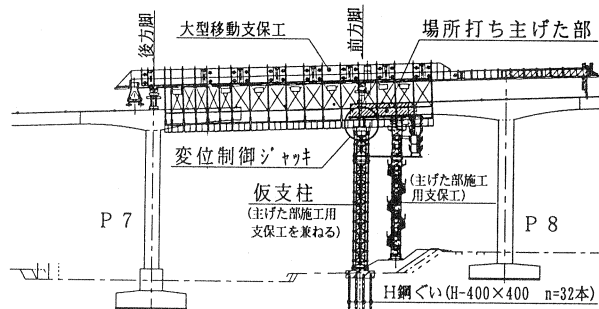 後方脚
大型移動支保工
前方脚
場所打ち主げた部
変位制御ジャッキ
仮支柱
(主げた部施工用
支保工を兼ねる)
(主げた部施工
用支保工)
P 7
P 8
H鋼ぐい(H-400×400 n=32本)